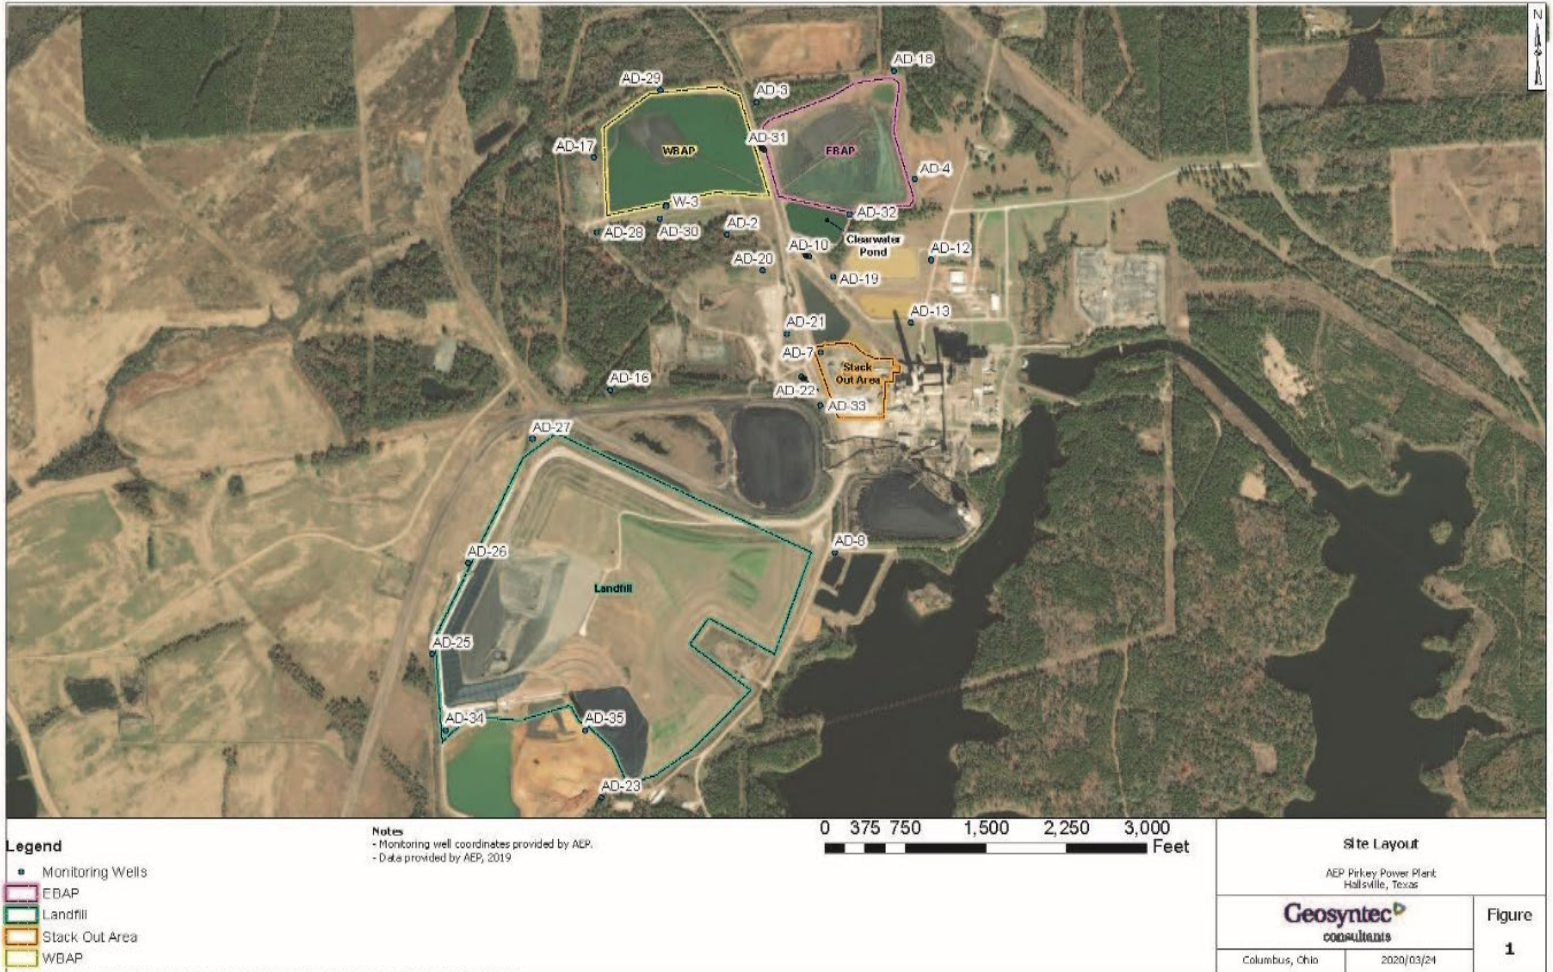 N
AD-18
AD-29
AD-3
AD-31
AD-17
WBAP
EBAP
AD-4
W-3
AD-32
AD-28
AD-30
AD-2
Clearwater
Pond
AD-10
AD-12
AD-20
AD-19
AD-21
AD-13
AD-7
Stack
Out Area
AD-16
AD-22
AD-33
AD-27
AD-8
AD-26
Landfill
AD-25
AD-34
AD-35
AD-23
Legend
Monitoring Wells
EBAP
Landfill
Stack Out Area
WBAP
Notes
- Monitoring well coordinates provided by AEP.
- Data provided by AEP, 2019
0 375 750 1,500 2,250 3,000
Feet
Site Layout
AEP Pirkey Power Plant
Hallsville, Texas
Geosyntec
consultants
Figure
1
Columbus, Ohio
2020/03/24